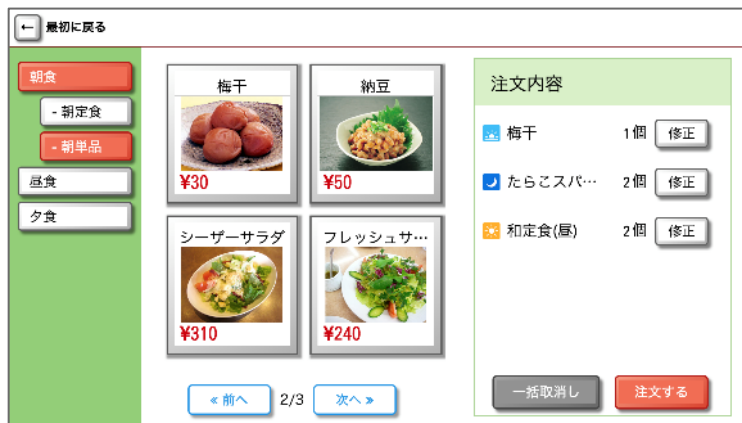 ← 最初に戻る
朝食
- 朝定食
- 朝単品
昼食
夕食
梅干
¥30
納豆
¥50
シーザーサラダ
¥310
フレッシュサ…
¥240
« 前へ 2/3 次へ »
注文内容
梅干 1個 修正
たらこスパ… 2個 修正
和定食(昼) 2個 修正
一括取消し 注文する